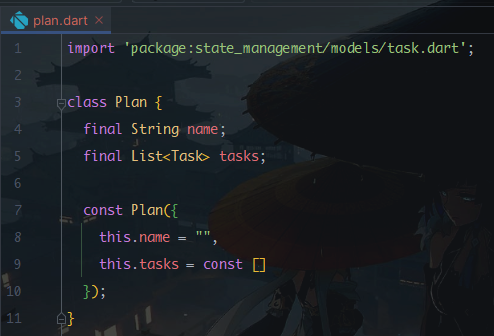 plan.dart
1 import 'package:state_management/models/task.dart';
2
3 class Plan {
4 final String name;
5 final List<Task> tasks;
6
7 const Plan({
8 this.name = "",
9 this.tasks = const []
10 });
11 }